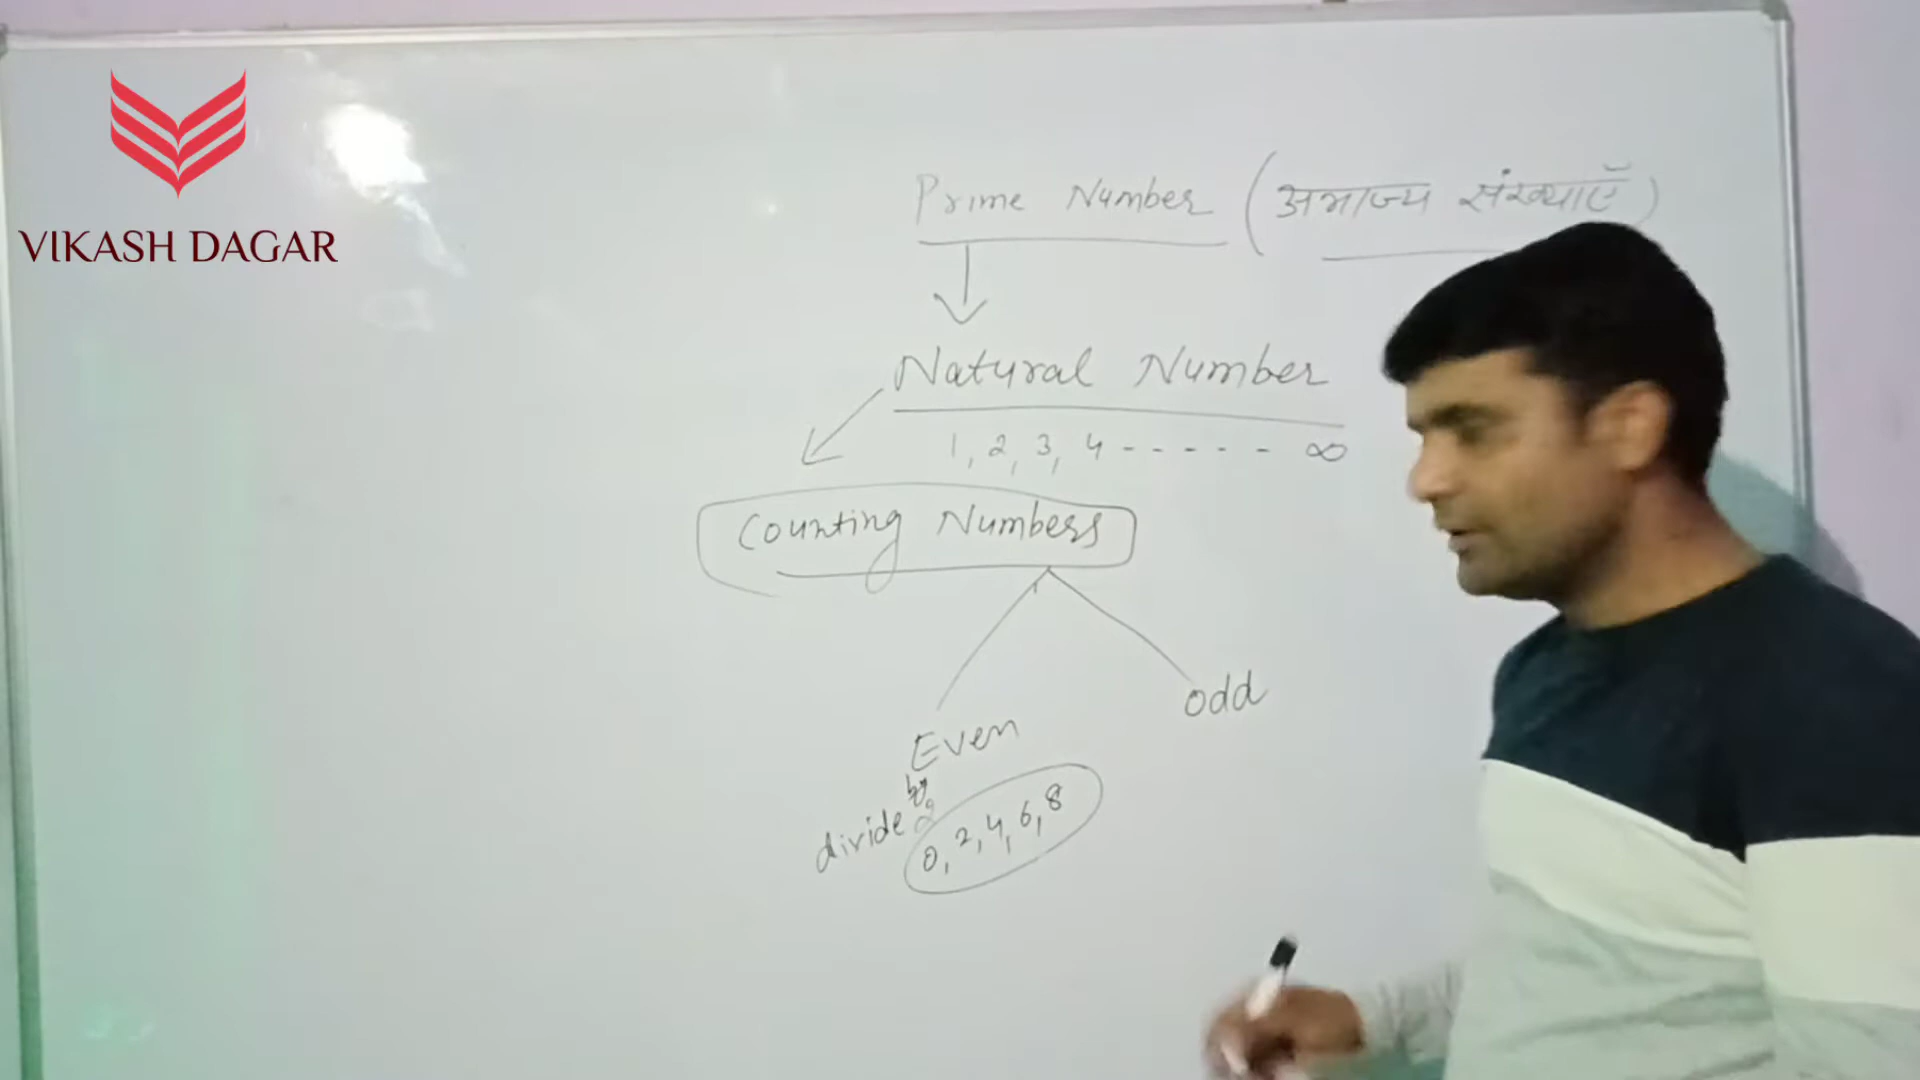 VIKASH DAGAR
Prime Number (अभाज्य संख्याएँ)
Natural Number
1, 2, 3, 4 - - - - - ∞
Counting Numbers
Even
odd
divide by 2
0, 2, 4, 6, 8